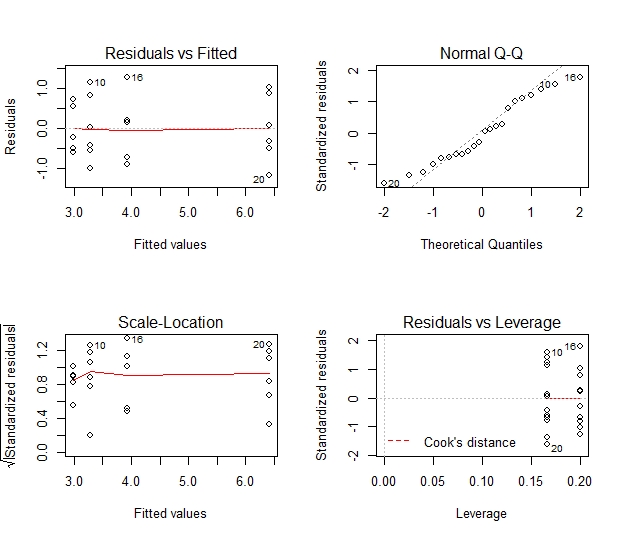 Residuals vs Fitted
Residuals
1.0
0.0
-1.0
10
16
20
3.0 4.0 5.0 6.0
Fitted values
Normal Q-Q
Standardized residuals
2
1
0
-1
10 16
20
-2 -1 0 1 2
Theoretical Quantiles
Scale-Location
√|Standardized residuals|
1.2
0.8
0.4
0.0
10
16
20
3.0 4.0 5.0 6.0
Fitted values
Residuals vs Leverage
Standardized residuals
2
1
0
-1
-2
10 16
20
Cook's distance
0.00 0.05 0.10 0.15 0.20
Leverage